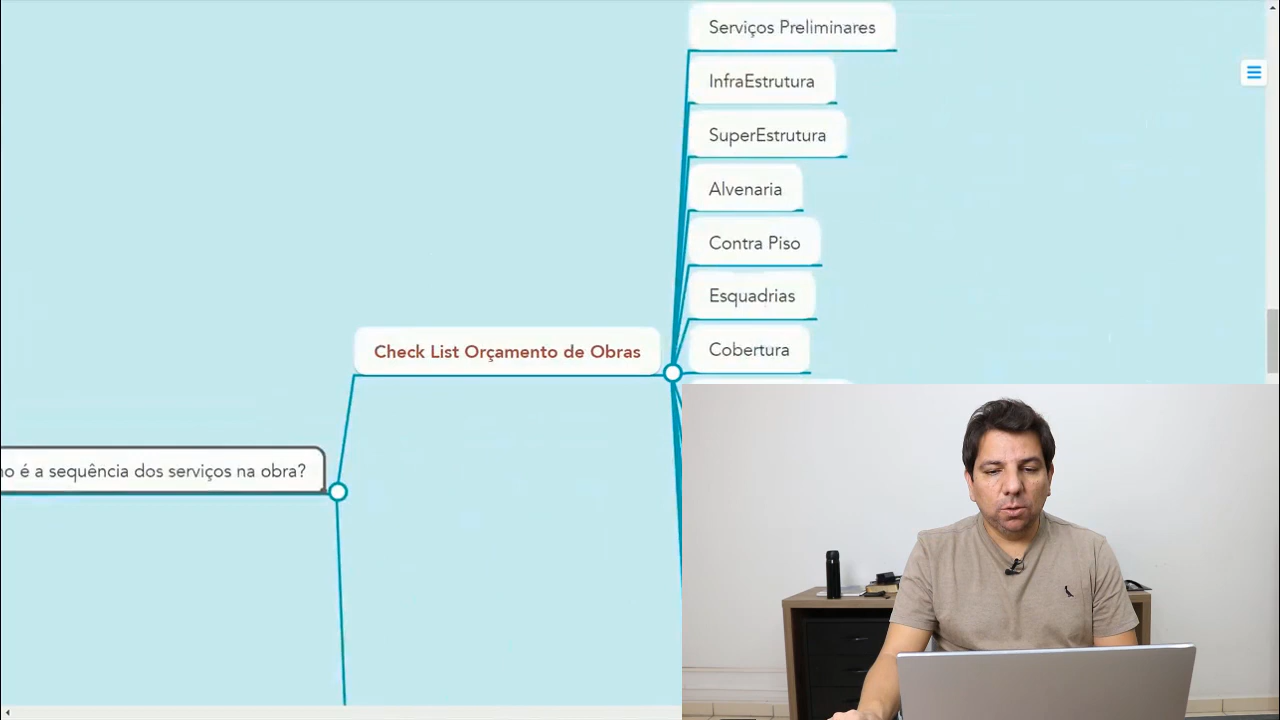 Serviços Preliminares
InfraEstrutura
SuperEstrutura
Alvenaria
Contra Piso
Esquadrias
Cobertura
Check List Orçamento de Obras
é a sequência dos serviços na obra?